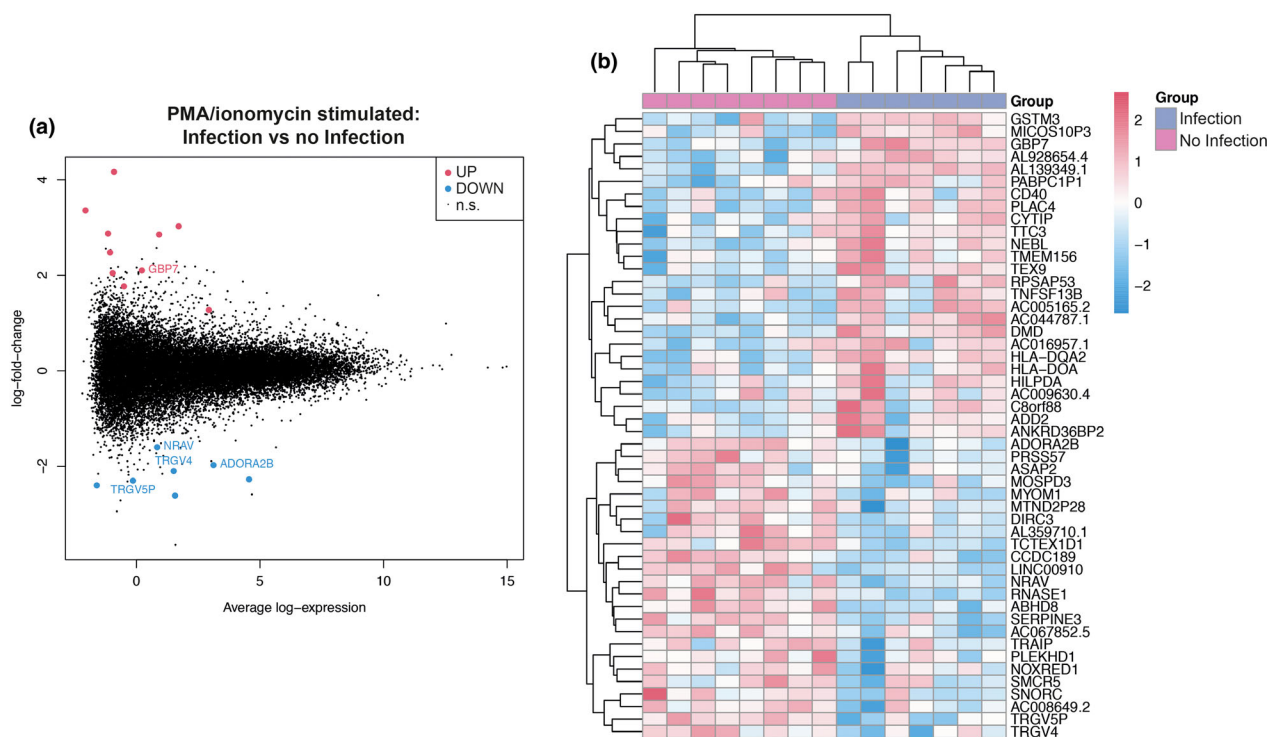 (a)
PMA/ionomycin stimulated:
Infection vs no Infection
UP
DOWN
n.s.
GBP7
NRAV
TRGV4
ADORA2B
TRGV5P
log−fold−change
4
2
0
−2
0
5
10
15
Average log−expression
(b)
Group
GSTM3
MICOS10P3
GBP7
AL928654.4
AL139349.1
PABPC1P1
CD40
PLAC4
CYTIP
TTC3
NEBL
TMEM156
TEX9
RPSAP53
TNFSF13B
AC005165.2
AC044787.1
DMD
AC016957.1
HLA−DQA2
HLA−DOA
HILPDA
AC009630.4
C8orf88
ADD2
ANKRD36BP2
ADORA2B
PRSS57
ASAP2
MOSPD3
MYOM1
MTND2P28
DIRC3
AL359710.1
TCTEX1D1
CCDC189
LINC00910
NRAV
RNASE1
ABHD8
SERPINE3
AC067852.5
TRAIP
PLEKHD1
NOXRED1
SMCR5
SNORC
AC008649.2
TRGV5P
TRGV4
2
1
0
−1
−2
Group
Infection
No Infection